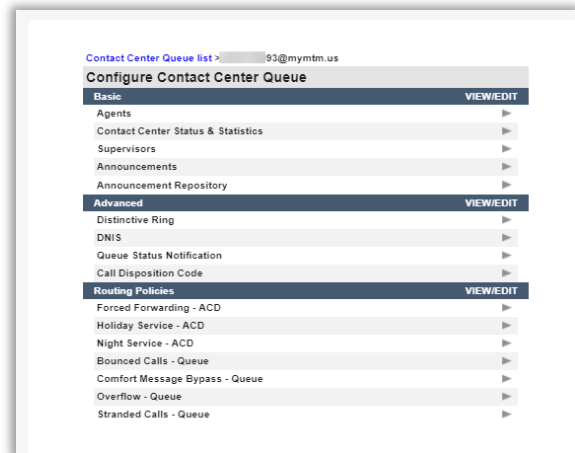 Contact Center Queue list > 93@mymtm.us
Configure Contact Center Queue
Basic VIEW/EDIT
Agents
Contact Center Status & Statistics
Supervisors
Announcements
Announcement Repository
Advanced VIEW/EDIT
Distinctive Ring
DNIS
Queue Status Notification
Call Disposition Code
Routing Policies VIEW/EDIT
Forced Forwarding - ACD
Holiday Service - ACD
Night Service - ACD
Bounced Calls - Queue
Comfort Message Bypass - Queue
Overflow - Queue
Stranded Calls - Queue